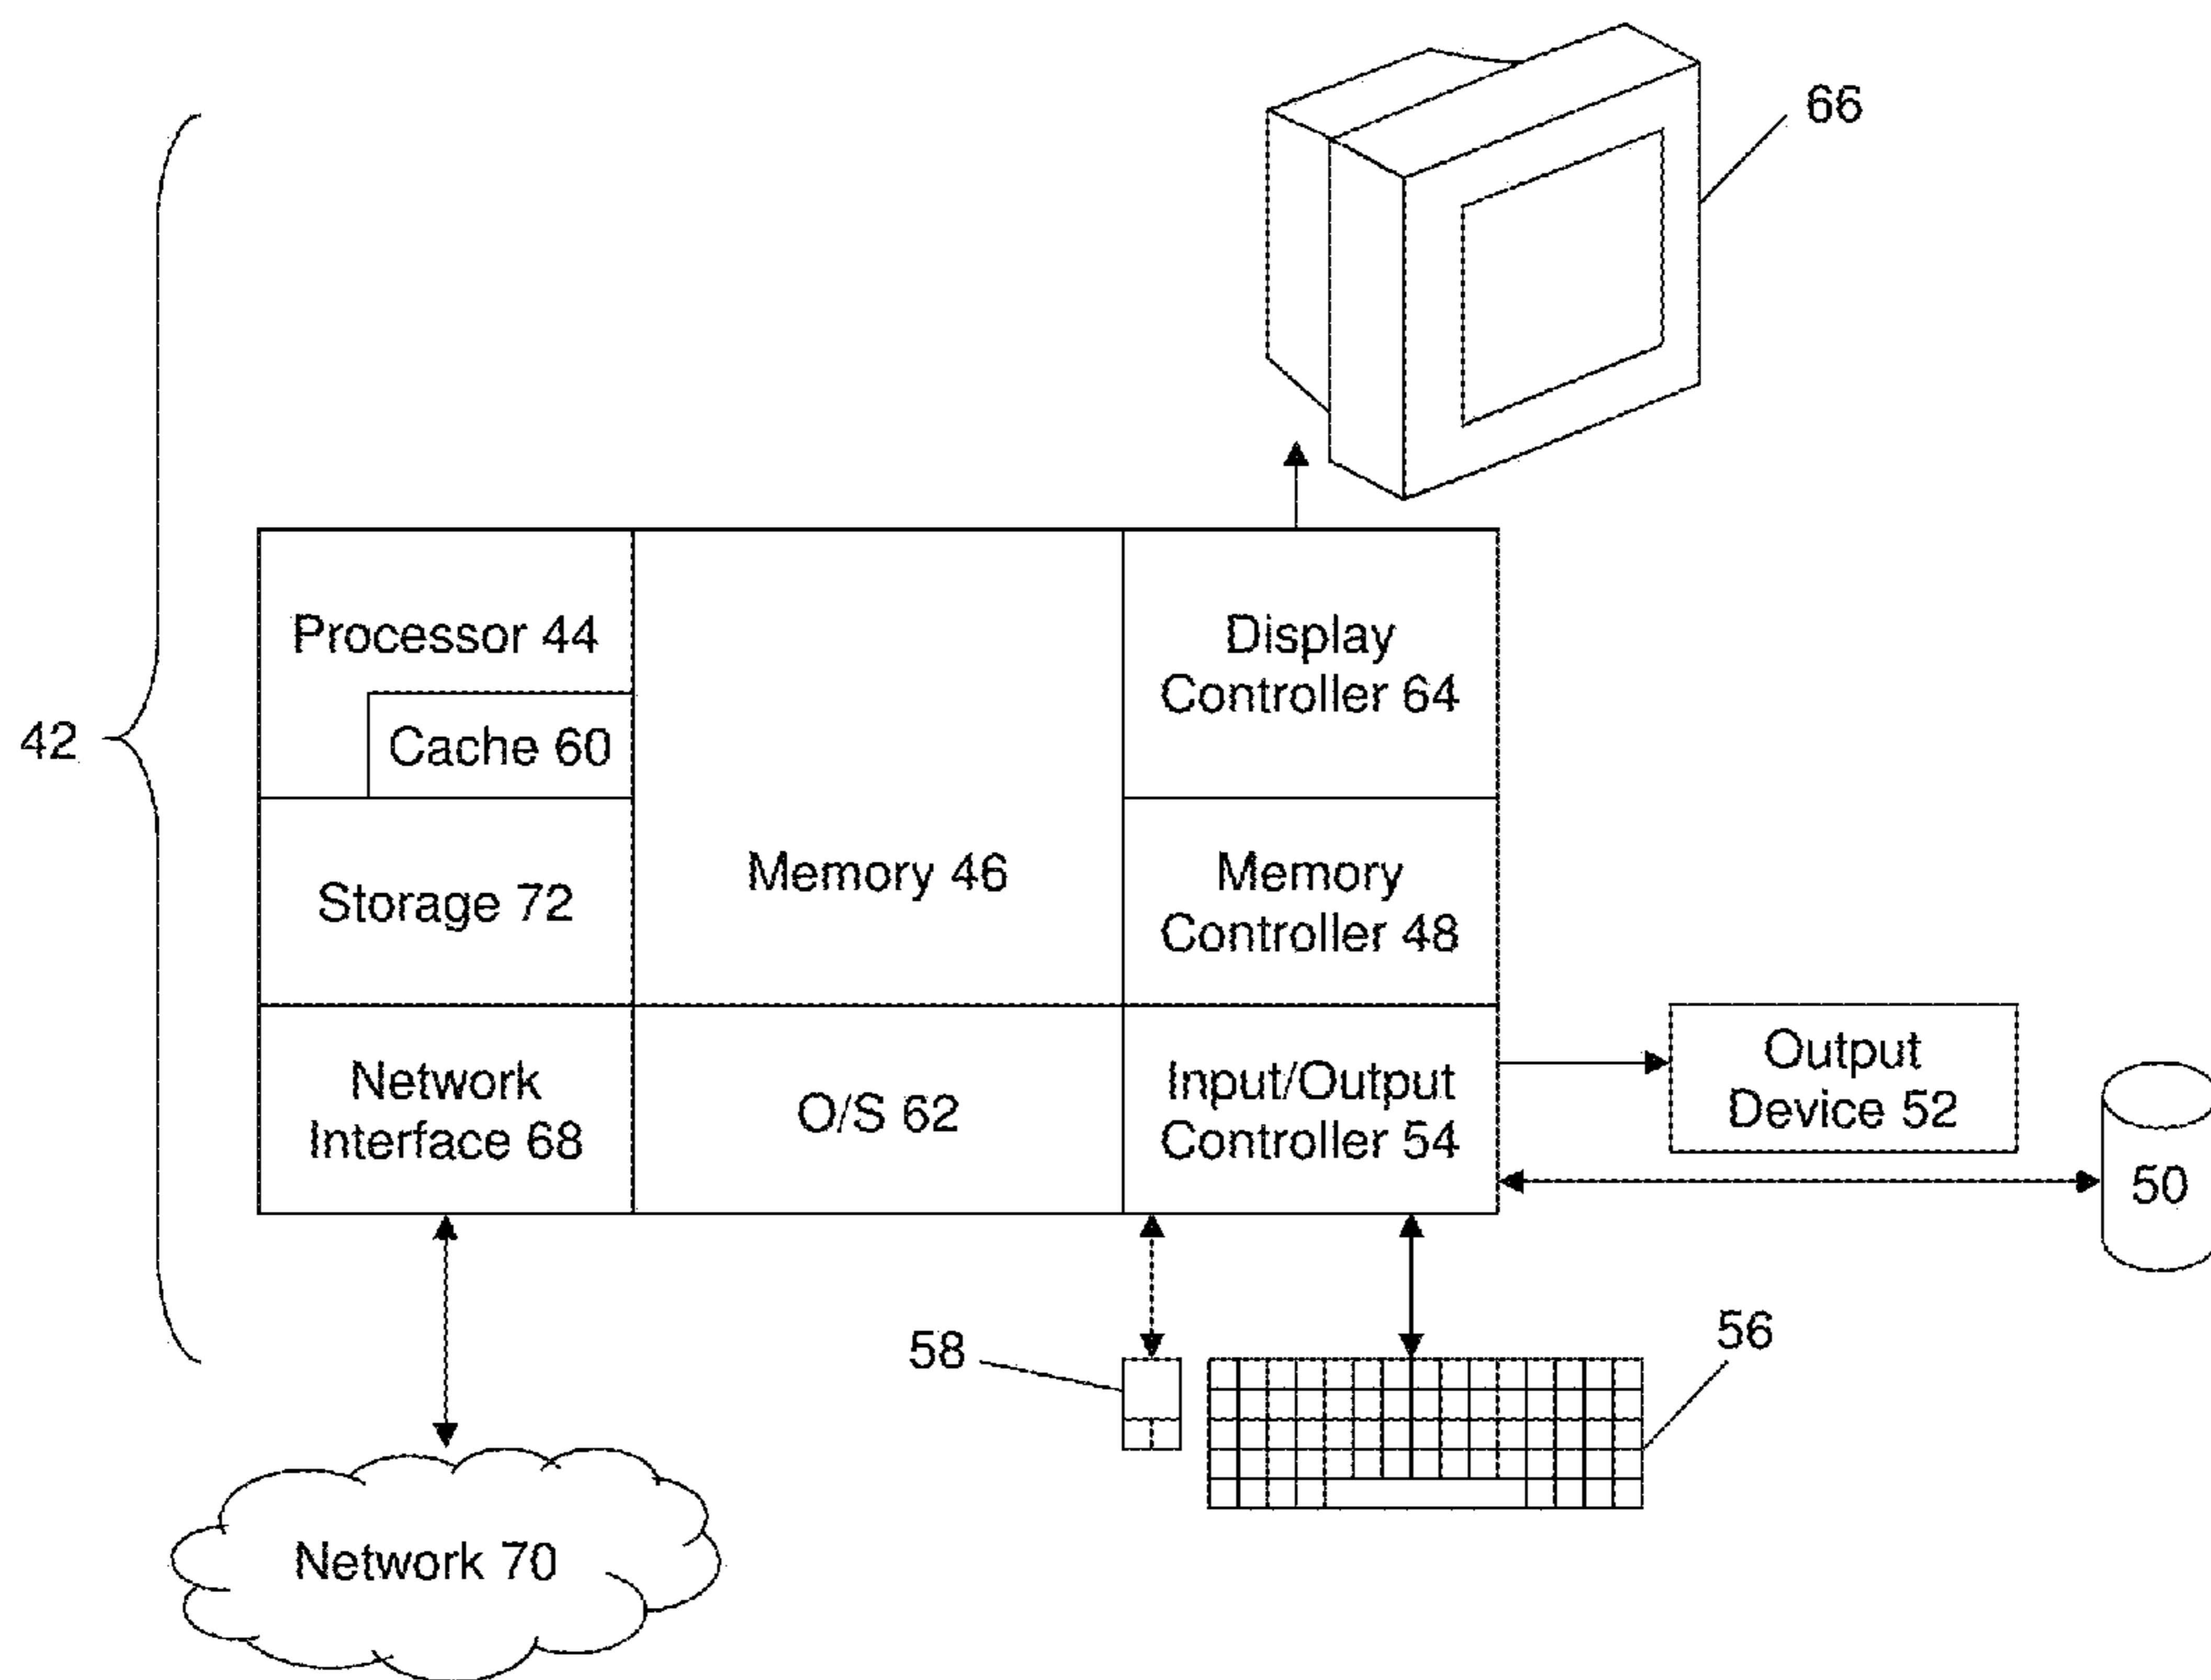 66
Processor 44
Display
Controller 64
42
Cache 60
Storage 72
Memory 46
Memory
Controller 48
Network
Interface 68
O/S 62
Input/Output
Controller 54
Output
Device 52
50
58
56
Network 70